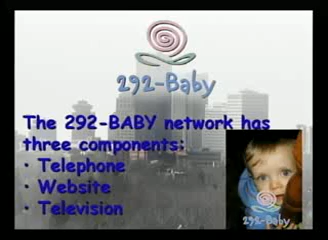 292-Baby
The 292-BABY network has
three components:
• Telephone
• Website
• Television
292-Baby